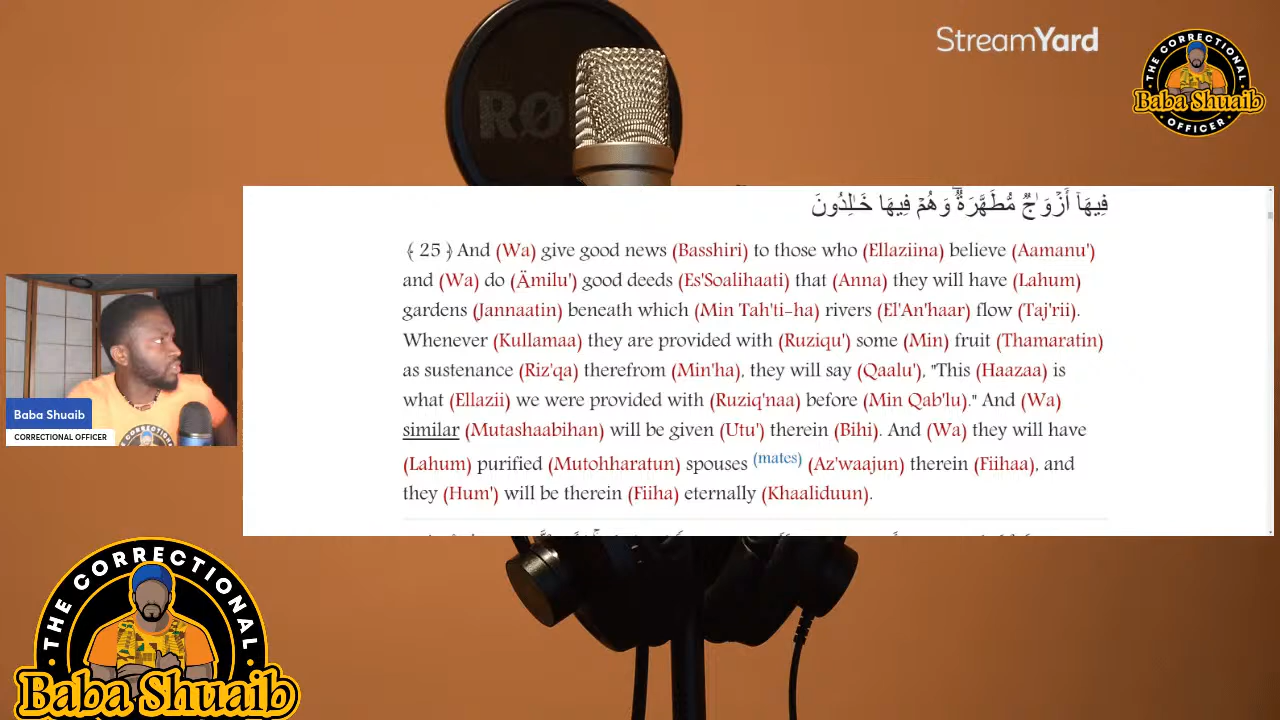 StreamYard
THE CORRECTIONAL
Baba Shuaib
OFFICER
RØ
فِيهَآ أَزْوَٰجٌ مُّطَهَّرَةٌ ۖ وَهُمْ فِيهَا خَـٰلِدُونَ
﴾ 25 ﴿ And (Wa) give good news (Basshiri) to those who (Ellaziina) believe (Aamanu')
and (Wa) do (Ämilu') good deeds (Es'Soalihaati) that (Anna) they will have (Lahum)
gardens (Jannaatin) beneath which (Min Tah'ti-ha) rivers (El'An'haar) flow (Taj'rii).
Whenever (Kullamaa) they are provided with (Ruziqu') some (Min) fruit (Thamaratin)
as sustenance (Riz'qa) therefrom (Min'ha), they will say (Qaalu'), "This (Haazaa) is
what (Ellazii) we were provided with (Ruziq'naa) before (Min Qab'lu)." And (Wa)
similar (Mutashaabihan) will be given (Utu') therein (Bihi). And (Wa) they will have
(Lahum) purified (Mutohharatun) spouses (mates) (Az'waajun) therein (Fiihaa), and
they (Hum') will be therein (Fiiha) eternally (Khaaliduun).
Baba Shuaib
CORRECTIONAL OFFICER
THE CORRECTIONAL
Baba Shuaib